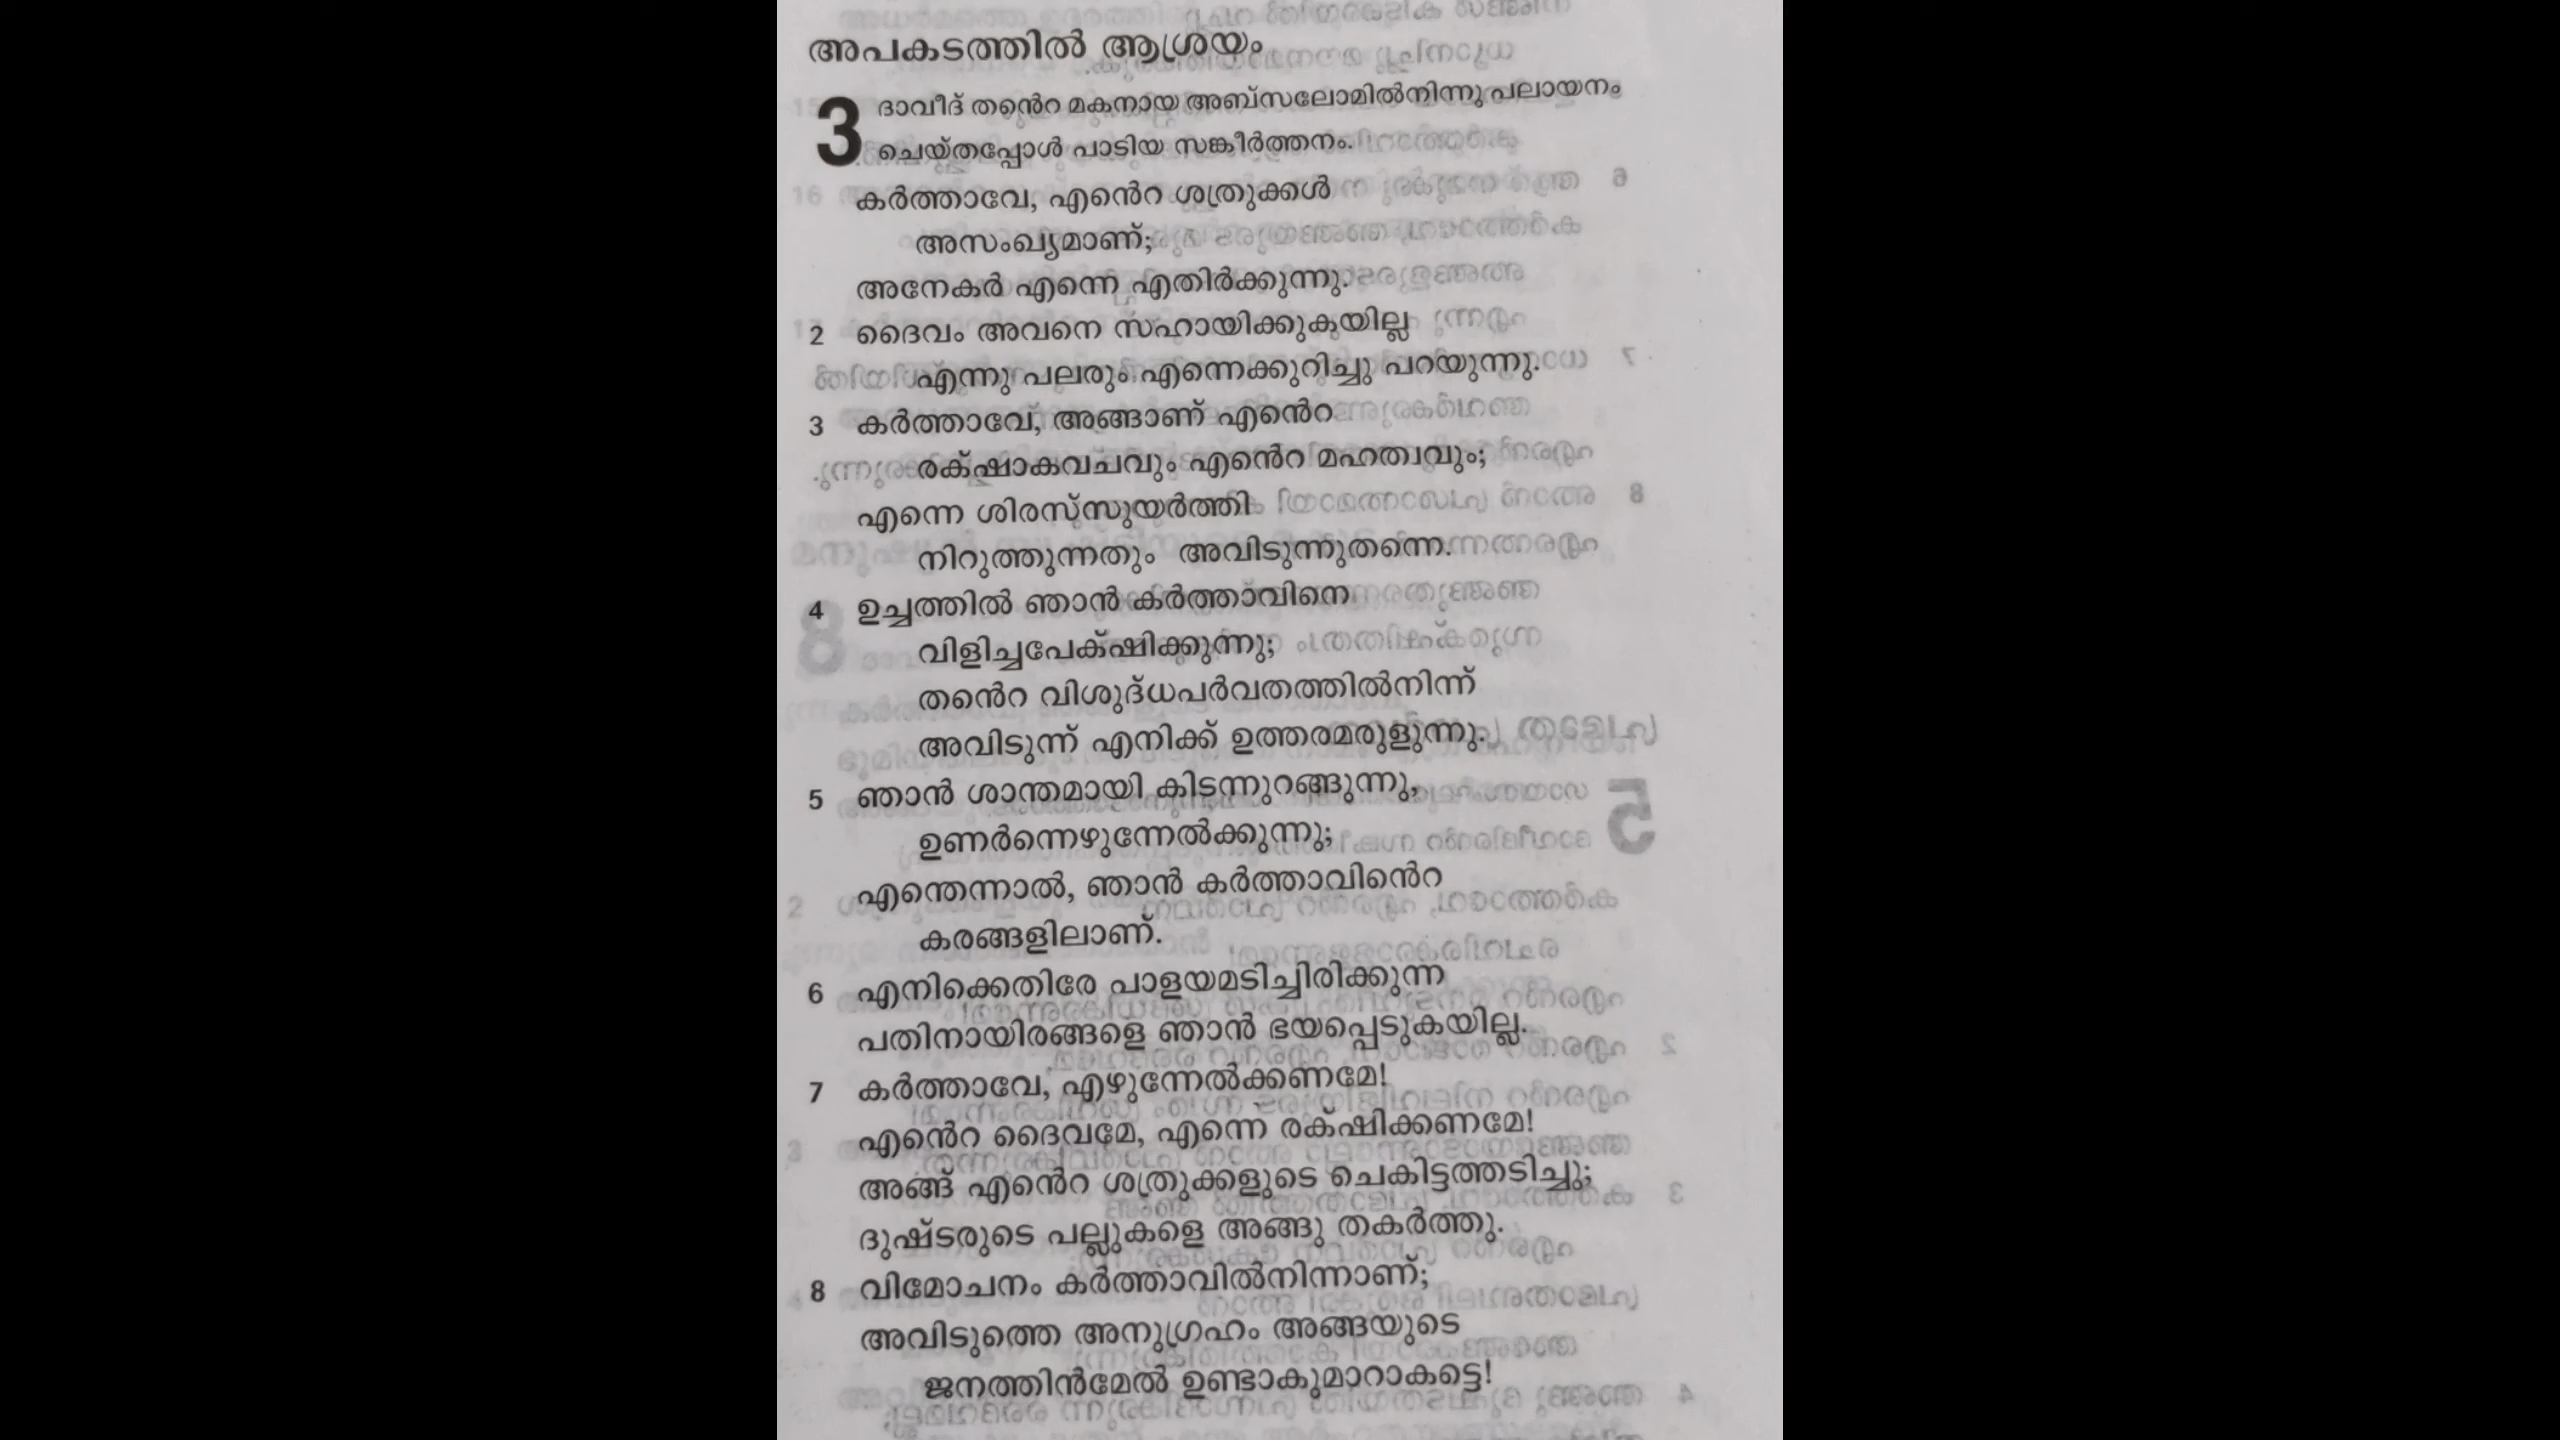 അപകടത്തിൽ ആശ്രയം
3 ദാവീദ് തൻെറ മകനായ അബ്സലോമിൽനിന്നു പലായനം
ചെയ്തപ്പോൾ പാടിയ സങ്കീർത്തനം.
കർത്താവേ, എൻെറ ശത്രുക്കൾ
അസംഖ്യമാണ്;
അനേകർ എന്നെ എതിർക്കുന്നു.
2 ദൈവം അവനെ സഹായിക്കുകയില്ല
എന്നു പലരും എന്നെക്കുറിച്ചു പറയുന്നു.
3 കർത്താവേ, അങ്ങാണ് എൻെറ
രക്ഷാകവചവും എൻെറ മഹത്വവും;
എന്നെ ശിരസ്സുയർത്തി
നിറുത്തുന്നതും അവിടുന്നുതന്നെ.
4 ഉച്ചത്തിൽ ഞാൻ കർത്താവിനെ
വിളിച്ചപേക്ഷിക്കുന്നു;
തൻെറ വിശുദ്ധപർവതത്തിൽനിന്ന്
അവിടുന്ന് എനിക്ക് ഉത്തരമരുളുന്നു.
5 ഞാൻ ശാന്തമായി കിടന്നുറങ്ങുന്നു,
ഉണർന്നെഴുന്നേൽക്കുന്നു;
എന്തെന്നാൽ, ഞാൻ കർത്താവിൻെറ
കരങ്ങളിലാണ്.
6 എനിക്കെതിരേ പാളയമടിച്ചിരിക്കുന്ന
പതിനായിരങ്ങളെ ഞാൻ ഭയപ്പെടുകയില്ല.
7 കർത്താവേ, എഴുന്നേൽക്കണമേ!
എൻെറ ദൈവമേ, എന്നെ രക്ഷിക്കണമേ!
അങ്ങ് എൻെറ ശത്രുക്കളുടെ ചെകിട്ടത്തടിച്ചു;
ദുഷ്ടരുടെ പല്ലുകളെ അങ്ങു തകർത്തു.
8 വിമോചനം കർത്താവിൽനിന്നാണ്;
അവിടുത്തെ അനുഗ്രഹം അങ്ങയുടെ
ജനത്തിൻമേൽ ഉണ്ടാകുമാറാകട്ടെ!